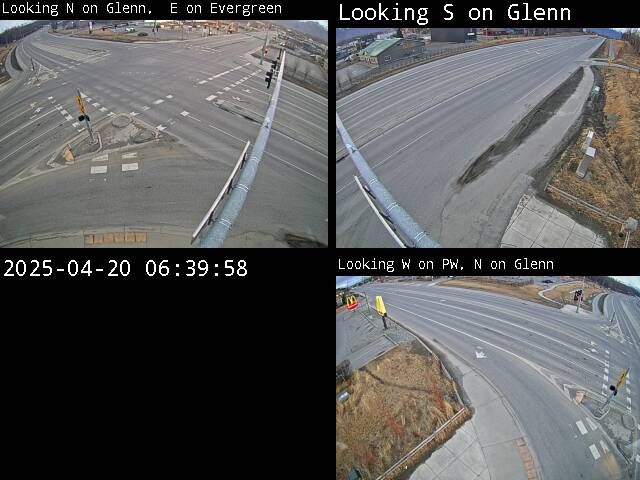 Looking N on Glenn,  E on Evergreen
Looking S on Glenn
2025-04-20 06:39:58
Looking W on PW, N on Glenn